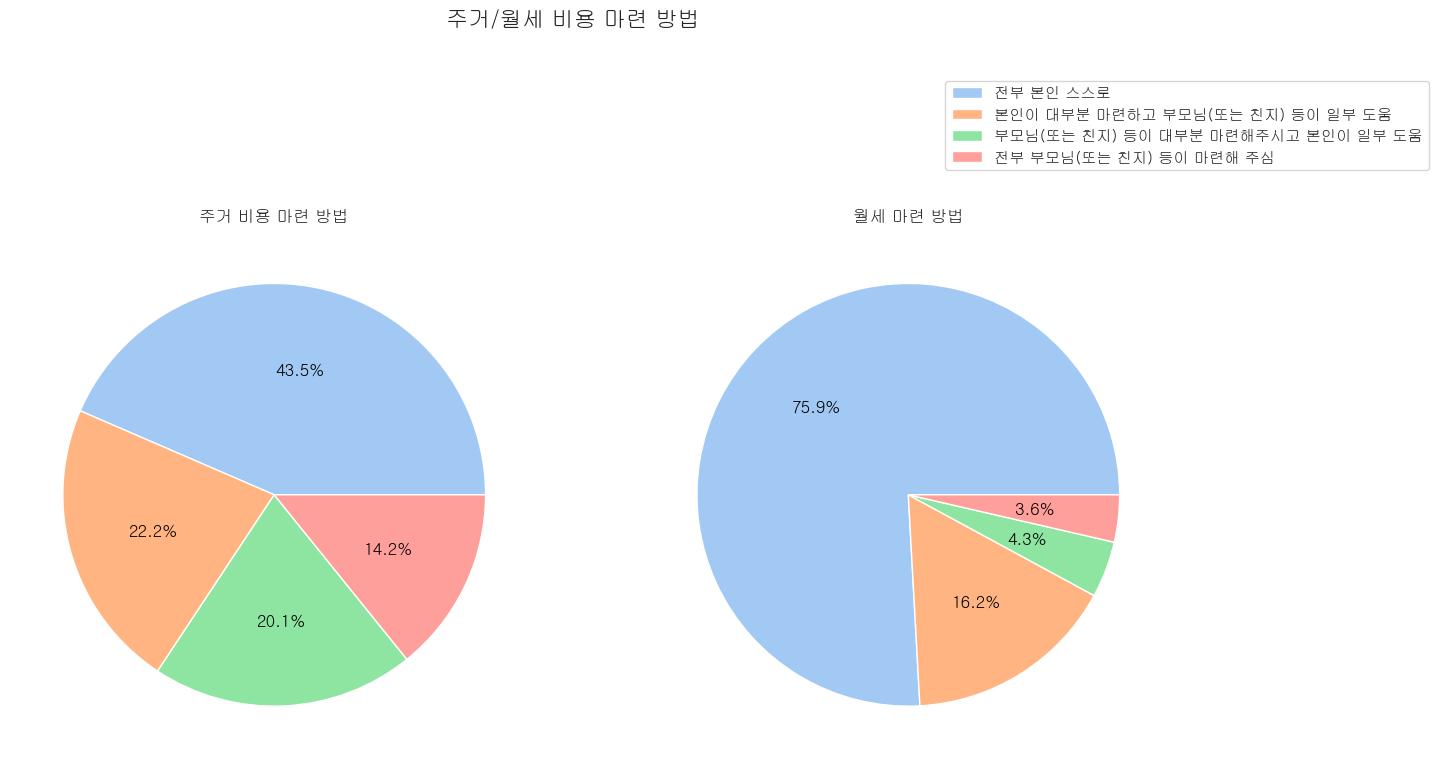 주거/월세 비용 마련 방법
전부 본인 스스로
본인이 대부분 마련하고 부모님(또는 친지) 등이 일부 도움
부모님(또는 친지) 등이 대부분 마련해주시고 본인이 일부 도움
전부 부모님(또는 친지) 등이 마련해 주심
주거 비용 마련 방법
43.5%
22.2%
20.1%
14.2%
월세 마련 방법
75.9%
3.6%
4.3%
16.2%